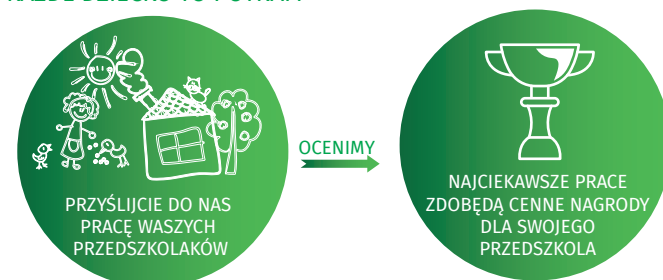 PRZYŚLIJCIE DO NAS
PRACĘ WASZYCH
PRZEDSZKOLAKÓW
OCENIMY
NAJCIEKAWSZE PRACE
ZDOBĘDĄ CENNE NAGRODY
DLA SWOJEGO
PRZEDSZKOLA